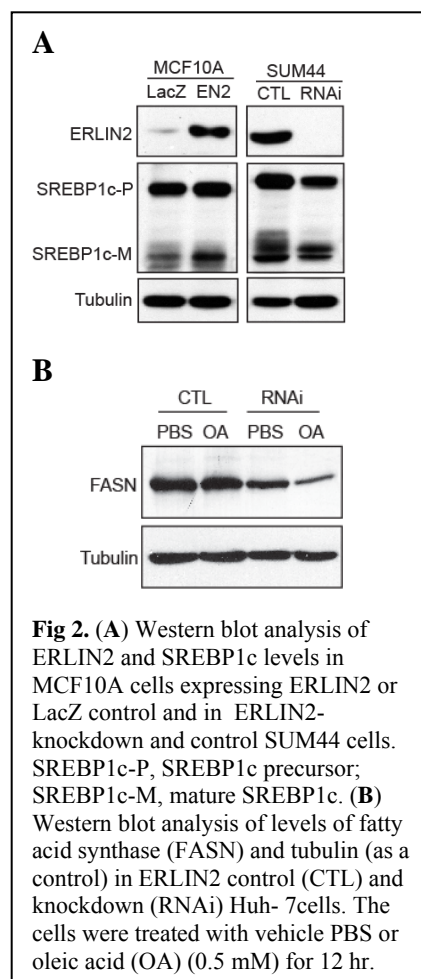 A
MCF10A SUM44
LacZ EN2 CTL RNAi
ERLIN2
SREBP1c-P
SREBP1c-M
Tubulin
B
CTL RNAi
PBS OA PBS OA
FASN
Tubulin
Fig 2. (A) Western blot analysis of
ERLIN2 and SREBP1c levels in
MCF10A cells expressing ERLIN2 or
LacZ control and in ERLIN2-
knockdown and control SUM44 cells.
SREBP1c-P, SREBP1c precursor;
SREBP1c-M, mature SREBP1c. (B)
Western blot analysis of levels of fatty
acid synthase (FASN) and tubulin (as a
control) in ERLIN2 control (CTL) and
knockdown (RNAi) Huh- 7cells. The
cells were treated with vehicle PBS or
oleic acid (OA) (0.5 mM) for 12 hr.